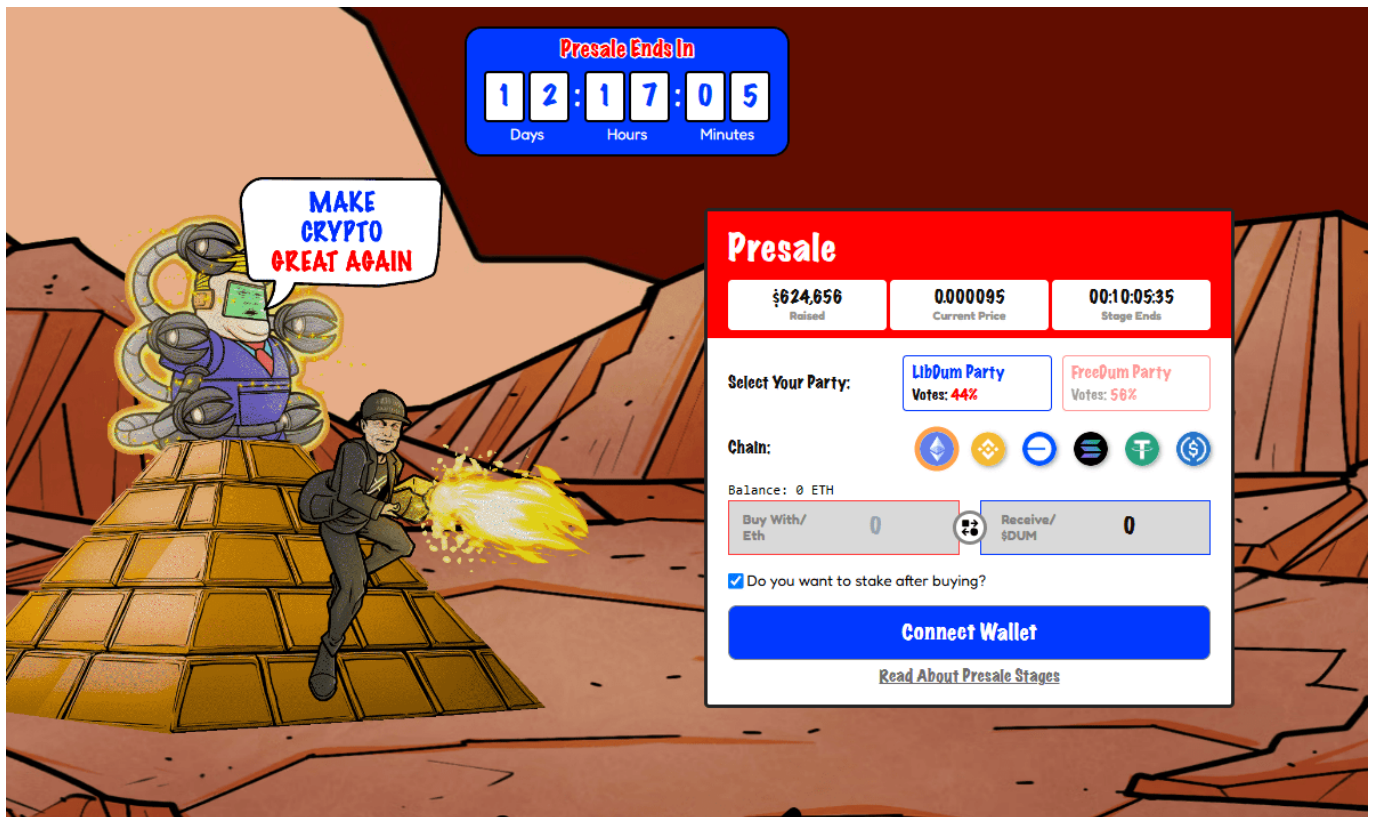 Presale Ends In
1 2 : 1 7 : 0 5
Days Hours Minutes
MAKE
CRYPTO
GREAT AGAIN
Presale
$624,656 0.000095 00:10:05:35
Raised Current Price Stage Ends
Select Your Party:
LibDum Party FreeDum Party
Votes: 44% Votes: 56%
Chain:
Balance: 0 ETH
Buy With/ 0 Receive/ 0
Eth $DUM
Do you want to stake after buying?
Connect Wallet
Read About Presale Stages